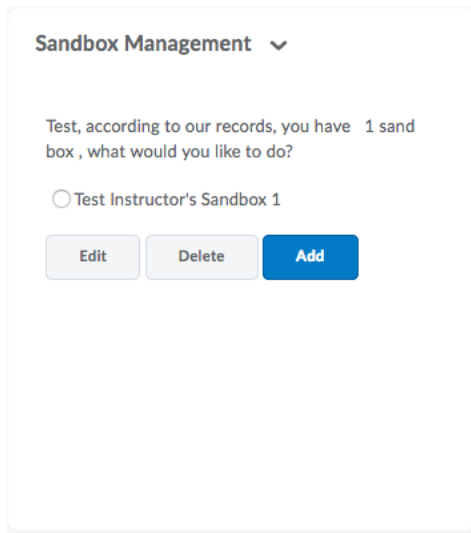 Sandbox Management
Test, according to our records, you have 1 sand
box , what would you like to do?
Test Instructor's Sandbox 1
Edit Delete Add